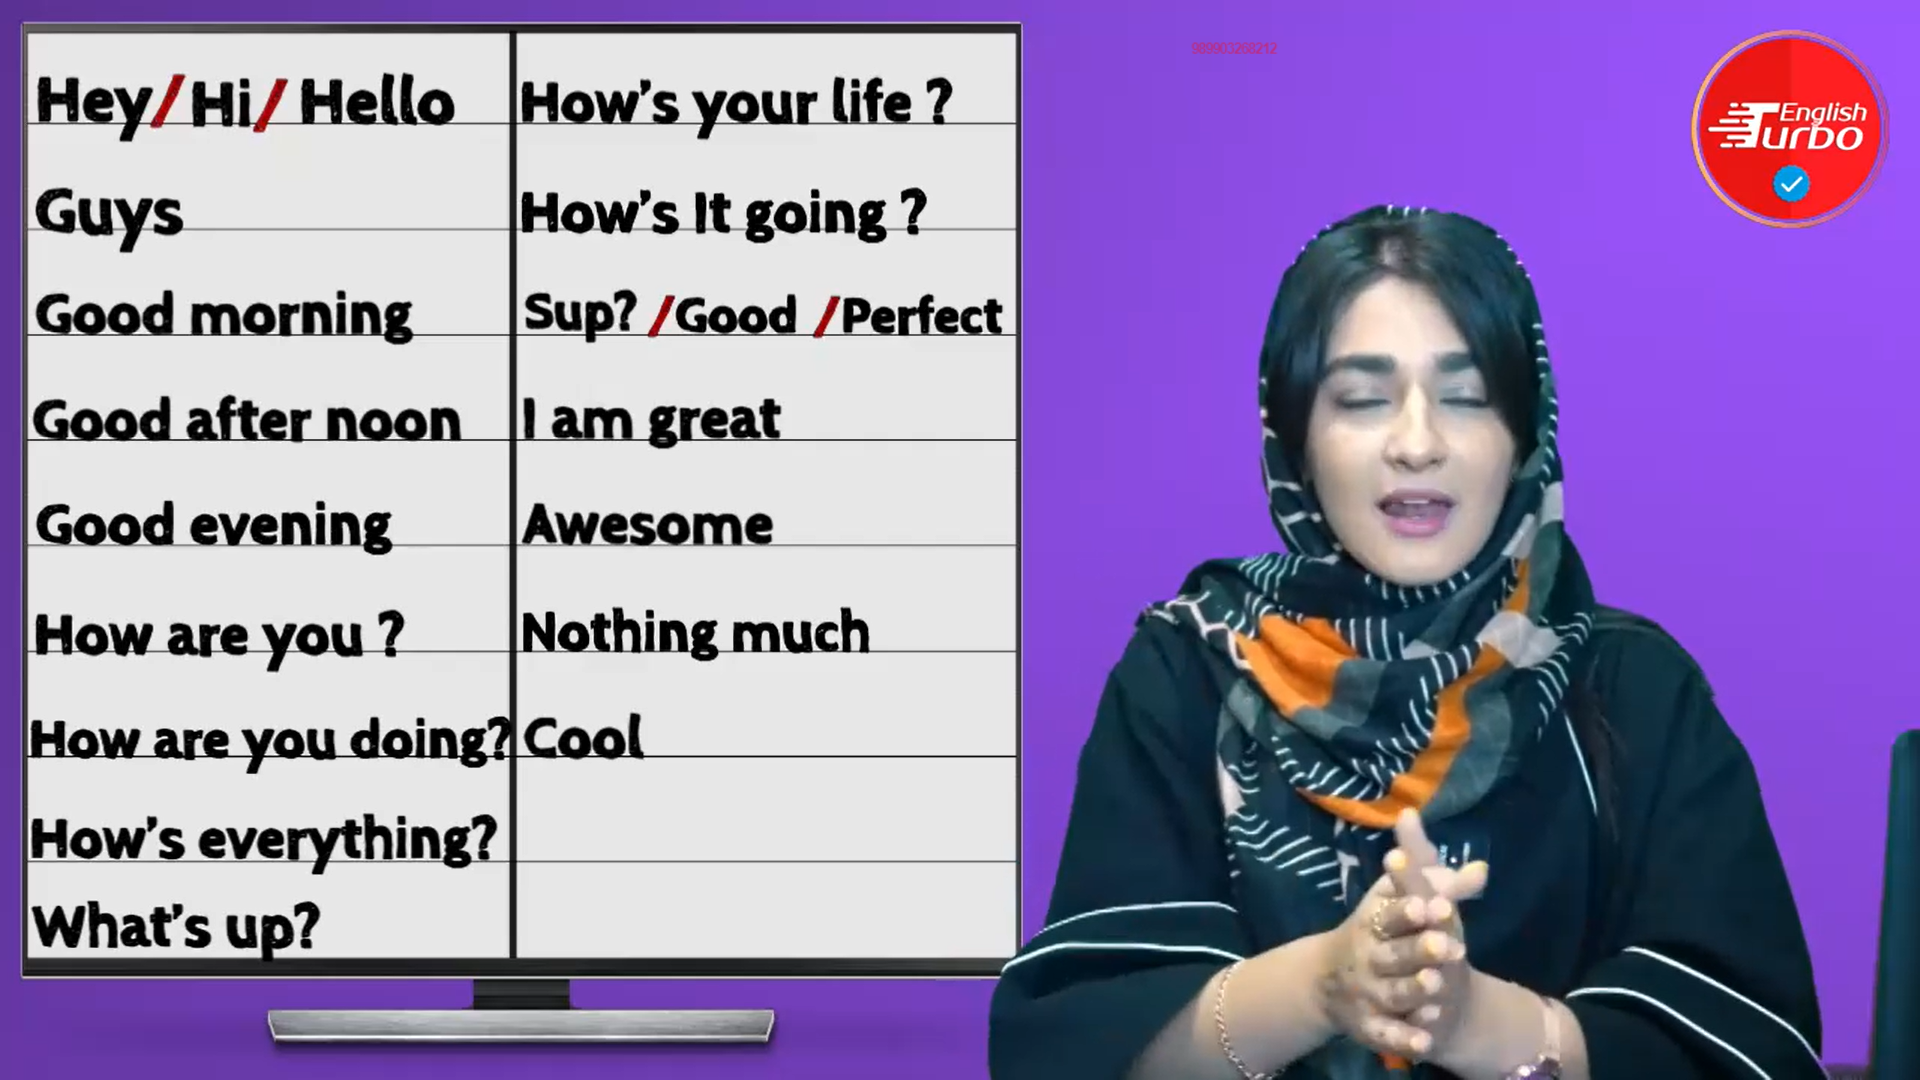 Hey/Hi/ Hello
Guys
Good morning
Good after noon
Good evening
How are you ?
How are you doing?
How's everything?
What's up?
How's your life ?
How's It going ?
Sup? /Good /Perfect
I am great
Awesome
Nothing much
Cool
989903268212
English
Turbo